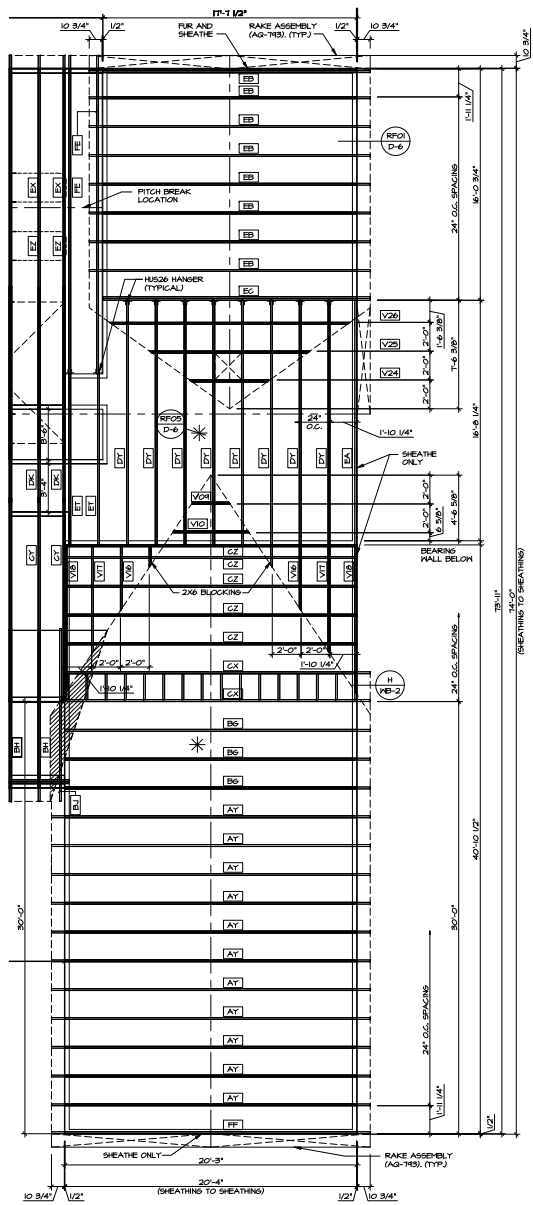 17'-7 1/2"
10 3/4"
1/2"
FUR AND
SHEATHE
RAKE ASSEMBLY
(AQ-793). (TYP.)
1/2"
10 3/4"
10 3/4"
EB
EB
1'-11 1/4"
EB
FE
EB
RF01
D-6
EB
EX
EX
FE
PITCH BREAK
LOCATION
EB
24" O.C. SPACING
16'-0 3/4"
EZ
EZ
EB
EB
HUS26 HANGER
(TYPICAL)
EC
V26
V25
V24
2'-0"
2'-0"
2'-0"
1'-6 3/8"
7'-6 3/8"
16'-8 1/4"
8'-6"
RF05
D-6
24"
O.C.
1'-10 1/4"
DY
DY
DY
DY
DY
DY
DY
EA
SHEATHE
ONLY
DK
DK
3'-4"
ET
ET
V09
V10
2'-0"
2'-0"
6 5/8"
4'-6 5/8"
CY
CY
CZ
CZ
CZ
BEARING
WALL BELOW
V18
V17
V16
V16
V17
V18
2X6 BLOCKING
CZ
CZ
73'-11"
74'-0"
(SHEATHING TO SHEATHING)
2'-0"
2'-0"
CX
2'-0"
2'-0"
1'-10 1/4"
1'-10 1/4"
CX
H
WB-2
24" O.C. SPACING
BH
BH
BG
BG
BG
BJ
AY
AY
AY
AY
AY
AY
AY
AY
AY
AY
AY
30'-0"
30'-0"
40'-10 1/2"
24" O.C. SPACING
1'-11 1/4"
FF
1/2"
SHEATHE ONLY
20'-3"
RAKE ASSEMBLY
(AQ-793). (TYP.)
10 3/4"
1/2"
20'-4"
(SHEATHING TO SHEATHING)
1/2"
10 3/4"